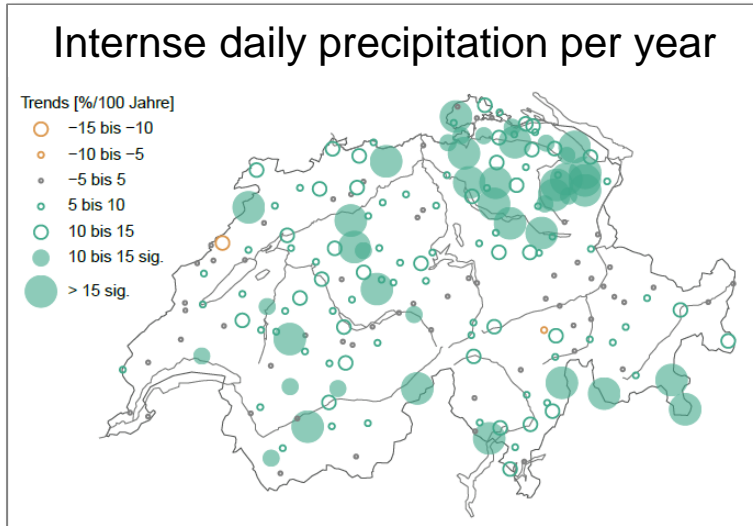 Internse daily precipitation per year
Trends [%/100 Jahre]
−15 bis −10
−10 bis −5
−5 bis 5
5 bis 10
10 bis 15
10 bis 15 sig.
> 15 sig.